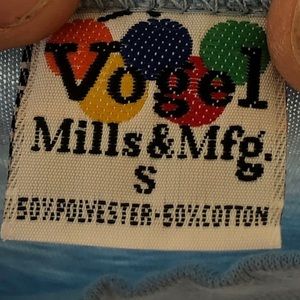 Vogel
Mills & Mfg.
S
50% POLYESTER - 50% COTTON